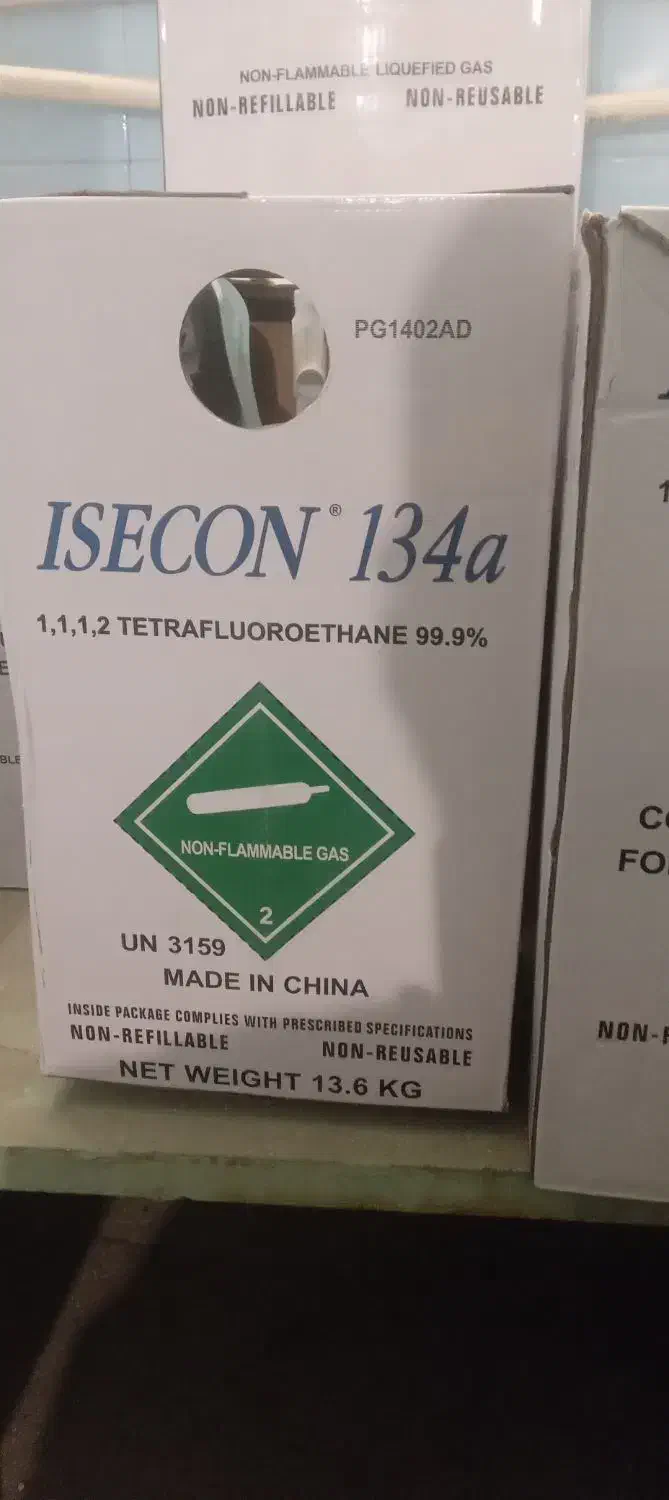 NON-FLAMMABLE LIQUEFIED GAS
NON-REFILLABLE NON-REUSABLE
PG1402AD
ISECON® 134a
1,1,1,2 TETRAFLUOROETHANE 99.9%
NON-FLAMMABLE GAS
2
UN 3159
MADE IN CHINA
INSIDE PACKAGE COMPLIES WITH PRESCRIBED SPECIFICATIONS
NON-REFILLABLE NON-REUSABLE
NET WEIGHT 13.6 KG